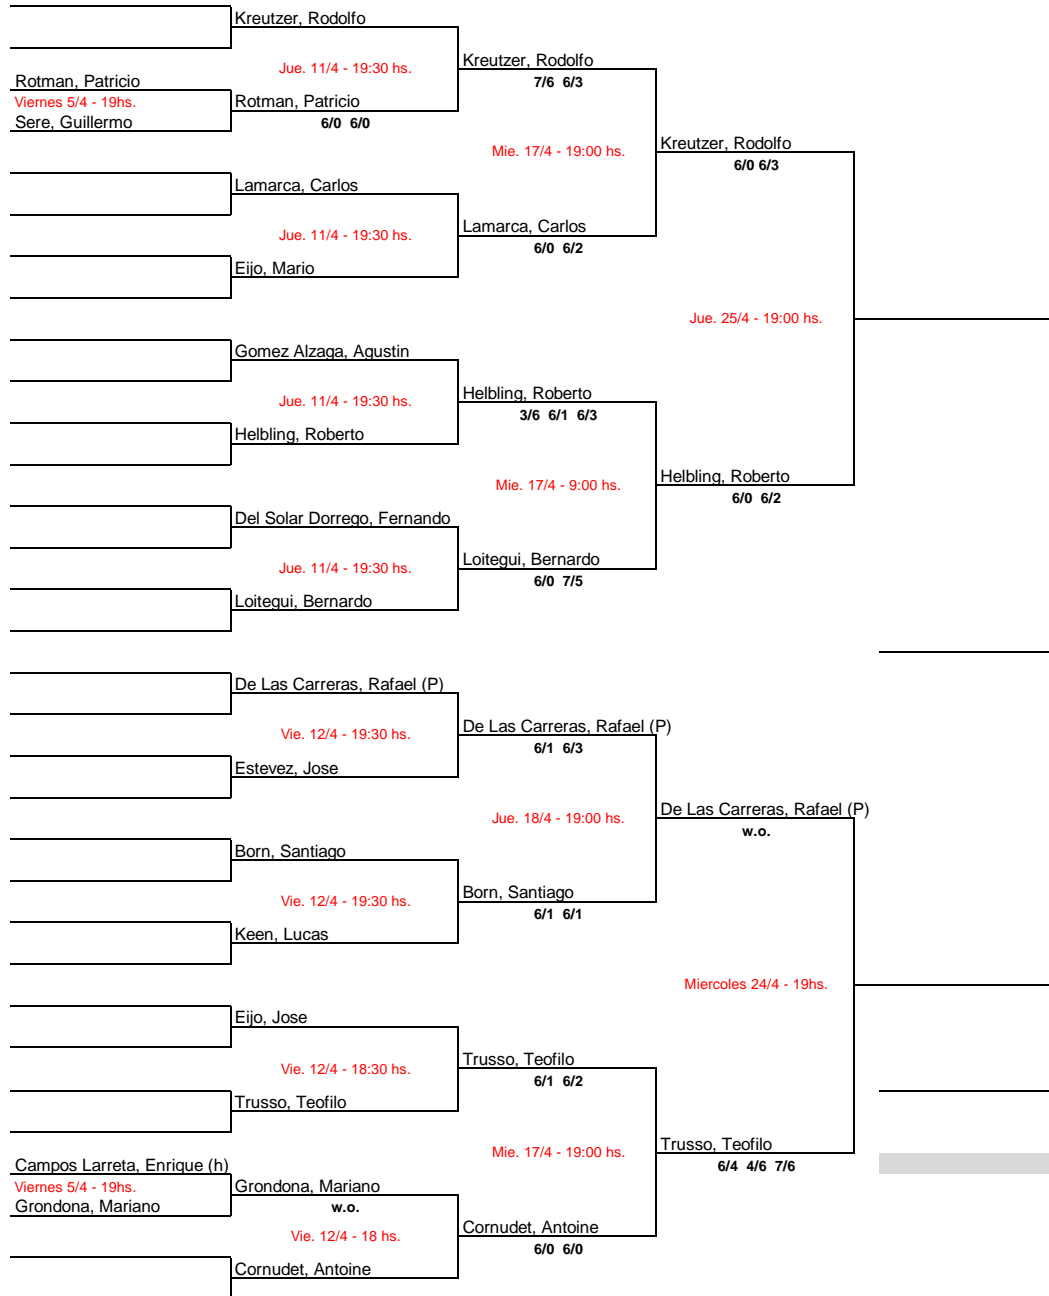 Kreutzer, Rodolfo
Jue. 11/4 - 19:30 hs.
Kreutzer, Rodolfo
7/6 6/3
Rotman, Patricio
Viernes 5/4 - 19hs.
Sere, Guillermo
Rotman, Patricio
6/0 6/0
Mie. 17/4 - 19:00 hs.
Kreutzer, Rodolfo
6/0 6/3
Lamarca, Carlos
Jue. 11/4 - 19:30 hs.
Lamarca, Carlos
6/0 6/2
Eijo, Mario
Jue. 25/4 - 19:00 hs.
Gomez Alzaga, Agustin
Jue. 11/4 - 19:30 hs.
Helbling, Roberto
3/6 6/1 6/3
Helbling, Roberto
Mie. 17/4 - 9:00 hs.
Helbling, Roberto
6/0 6/2
Del Solar Dorrego, Fernando
Jue. 11/4 - 19:30 hs.
Loitegui, Bernardo
6/0 7/5
Loitegui, Bernardo
De Las Carreras, Rafael (P)
Vie. 12/4 - 19:30 hs.
De Las Carreras, Rafael (P)
6/1 6/3
Estevez, Jose
Jue. 18/4 - 19:00 hs.
De Las Carreras, Rafael (P)
w.o.
Born, Santiago
Vie. 12/4 - 19:30 hs.
Born, Santiago
6/1 6/1
Keen, Lucas
Miercoles 24/4 - 19hs.
Eijo, Jose
Vie. 12/4 - 18:30 hs.
Trusso, Teofilo
6/1 6/2
Trusso, Teofilo
Mie. 17/4 - 19:00 hs.
Trusso, Teofilo
6/4 4/6 7/6
Campos Larreta, Enrique (h)
Viernes 5/4 - 19hs.
Grondona, Mariano
Grondona, Mariano
w.o.
Vie. 12/4 - 18 hs.
Cornudet, Antoine
6/0 6/0
Cornudet, Antoine